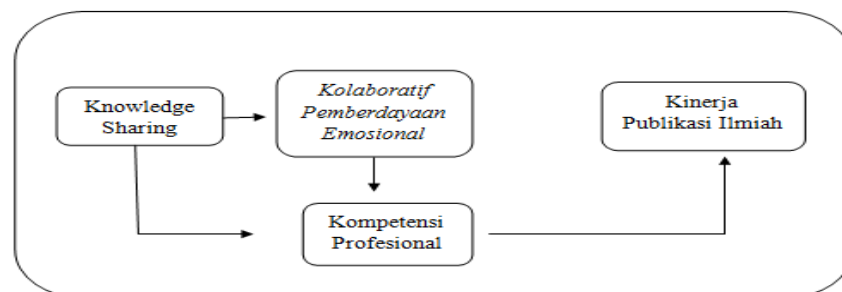 Knowledge
Sharing
Kolaboratif
Pemberdayaan
Emosional
Kinerja
Publikasi Ilmiah
Kompetensi
Profesional